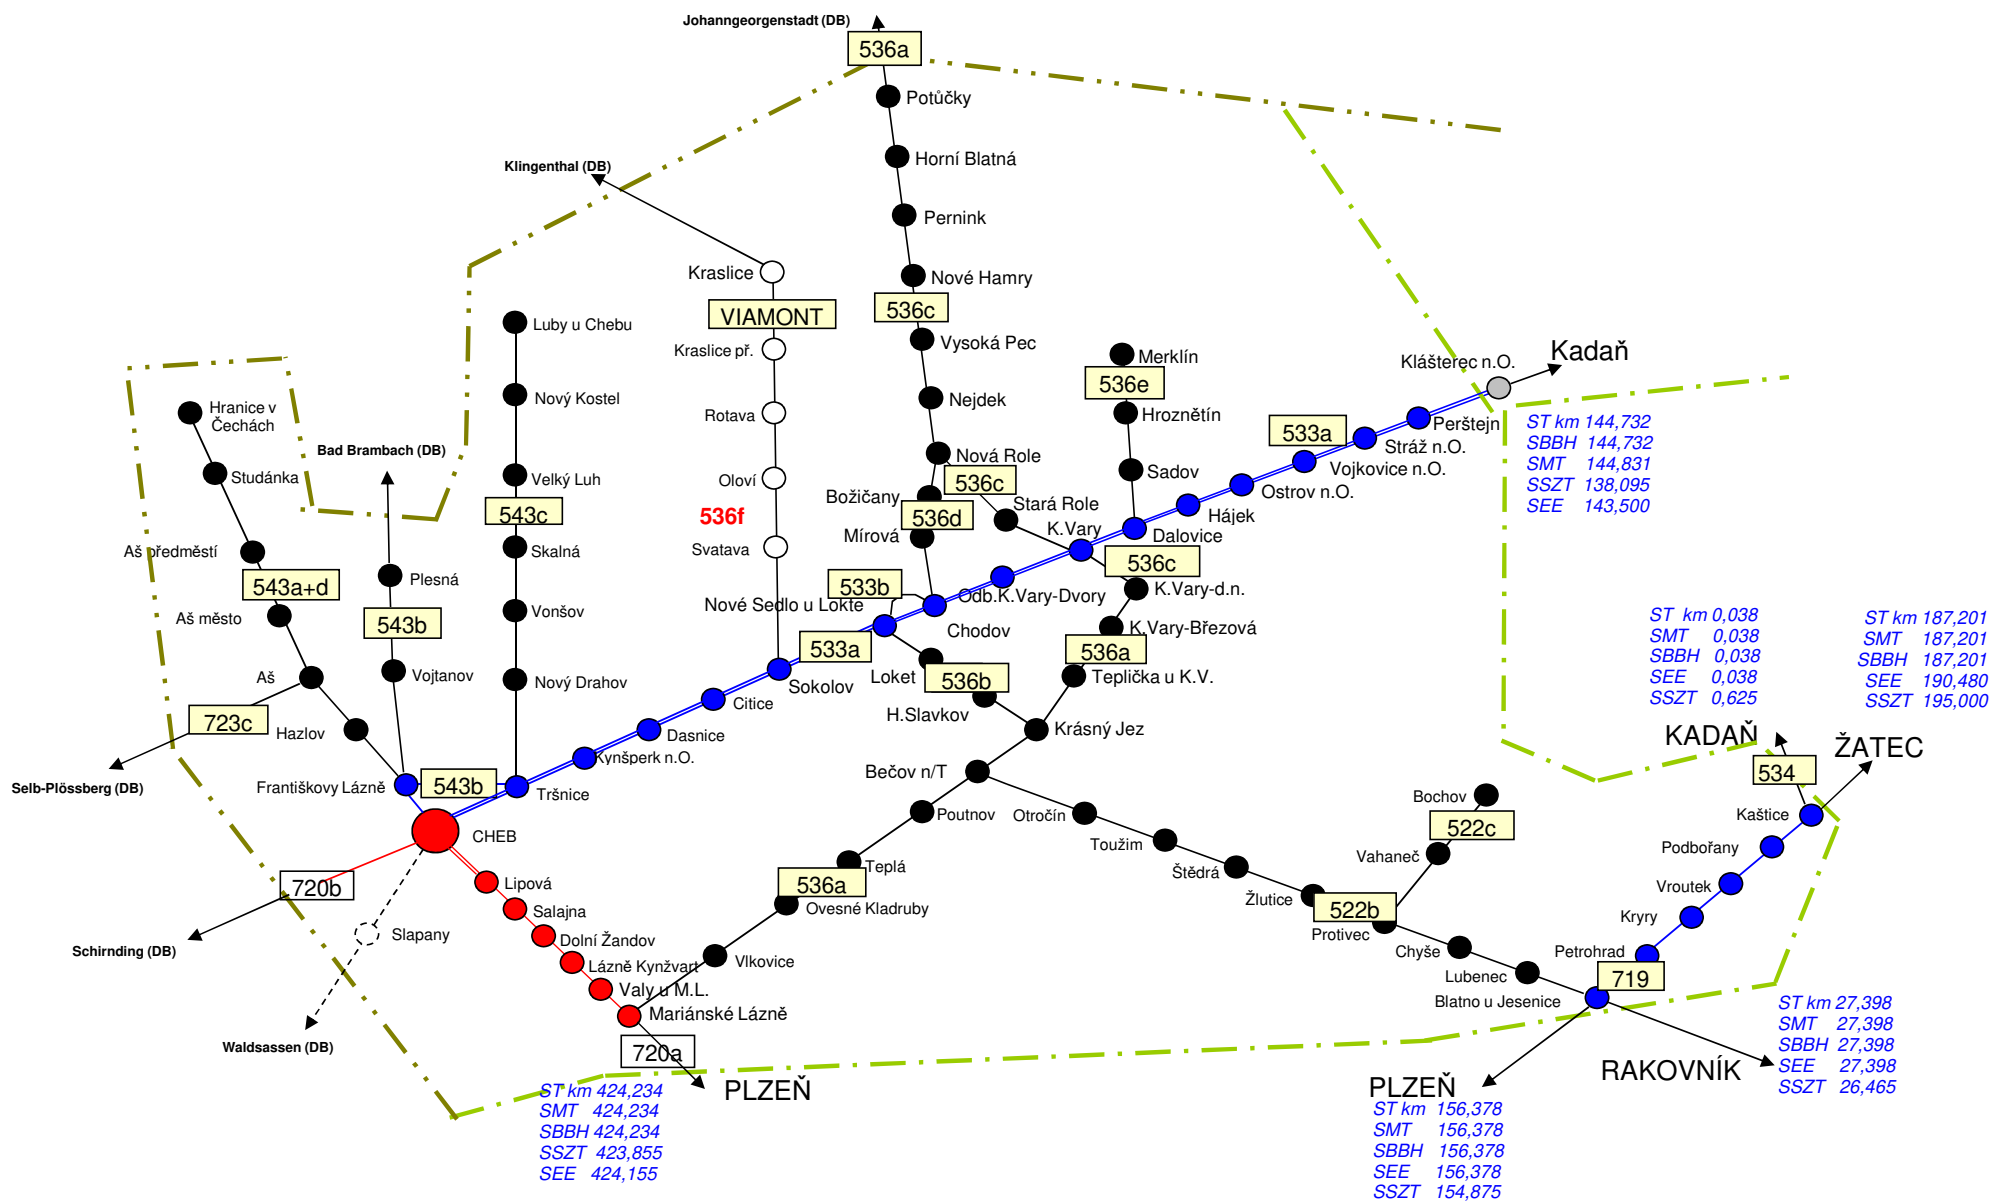 Johanngeorgenstadt (DB)
536a
Potůčky
Horní Blatná
Klingenthal (DB)
Pernink
Kraslice
Nové Hamry
536c
VIAMONT
Luby u Chebu
Vysoká Pec
Kraslice př.
Merklín
536e
Klášterec n.O.
Kadaň
Nový Kostel
Nejdek
Hranice v
Čechách
Rotava
Hroznětín
533a
Perštejn
Stráž n.O.
Bad Brambach (DB)
ST km 144,732
SBBH 144,732
SMT 144,831
SSZT 138,095
SEE 143,500
Nová Role
536c
Studánka
Velký Luh
Oloví
Sadov
Vojkovice n.O.
Božičany
Ostrov n.O.
Stará Role
543c
536f
536d
Hájek
Mírová
K.Vary
Dalovice
Aš předměstí
Skalná
Svatava
536c
543a+d
Plesná
533b
Odb.K.Vary-Dvory
K.Vary-d.n.
Nové Sedlo u Lokte
Aš město
543b
Vonšov
Chodov
K.Vary-Březová
533a
536a
ST km 0,038
SMT 0,038
SBBH 0,038
SEE 0,038
SSZT 0,625
ST km 187,201
SMT 187,201
SBBH 187,201
SEE 190,480
SSZT 195,000
Aš
Vojtanov
Nový Drahov
Sokolov
Loket
536b
Teplička u K.V.
Citice
H.Slavkov
723c
Hazlov
Dasnice
Krásný Jez
KADAŇ
ŽATEC
Kynšperk n.O.
Bečov n/T
534
Selb-Plössberg (DB)
Františkovy Lázně
543b
Tršnice
Bochov
Poutnov
Otročín
522c
Kaštice
CHEB
Toužim
Vahaneč
Podbořany
Teplá
Štědrá
720b
Lipová
536a
Žlutice
522b
Vroutek
Salajna
Ovesné Kladruby
Kryry
Slapany
Protivec
Schirnding (DB)
Dolní Žandov
Chyše
Petrohrad
Lázně Kynžvart
Vlkovice
Lubenec
719
Valy u M.L.
Blatno u Jesenice
Mariánské Lázně
Waldsassen (DB)
720a
ST km 27,398
SMT 27,398
SBBH 27,398
SEE 27,398
SSZT 26,465
RAKOVNÍK
PLZEŇ
PLZEŇ
ST km 424,234
SMT 424,234
SBBH 424,234
SSZT 423,855
SEE 424,155
ST km 156,378
SMT 156,378
SBBH 156,378
SEE 156,378
SSZT 154,875